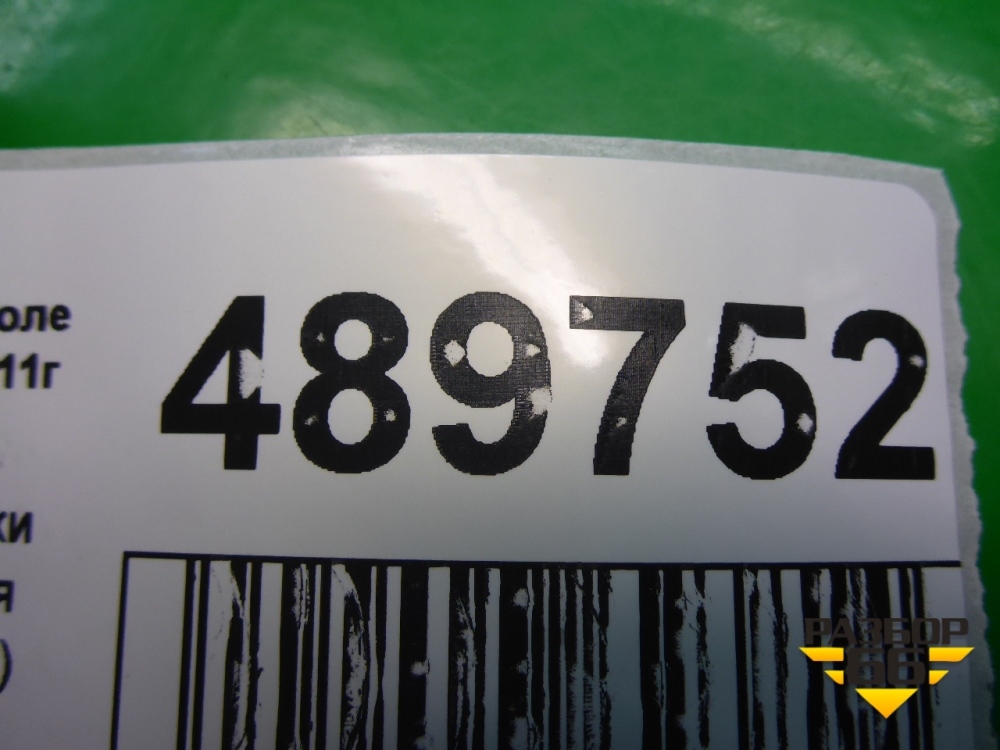 оле
11г
489752
ки
я
)
РАЗБОР
66